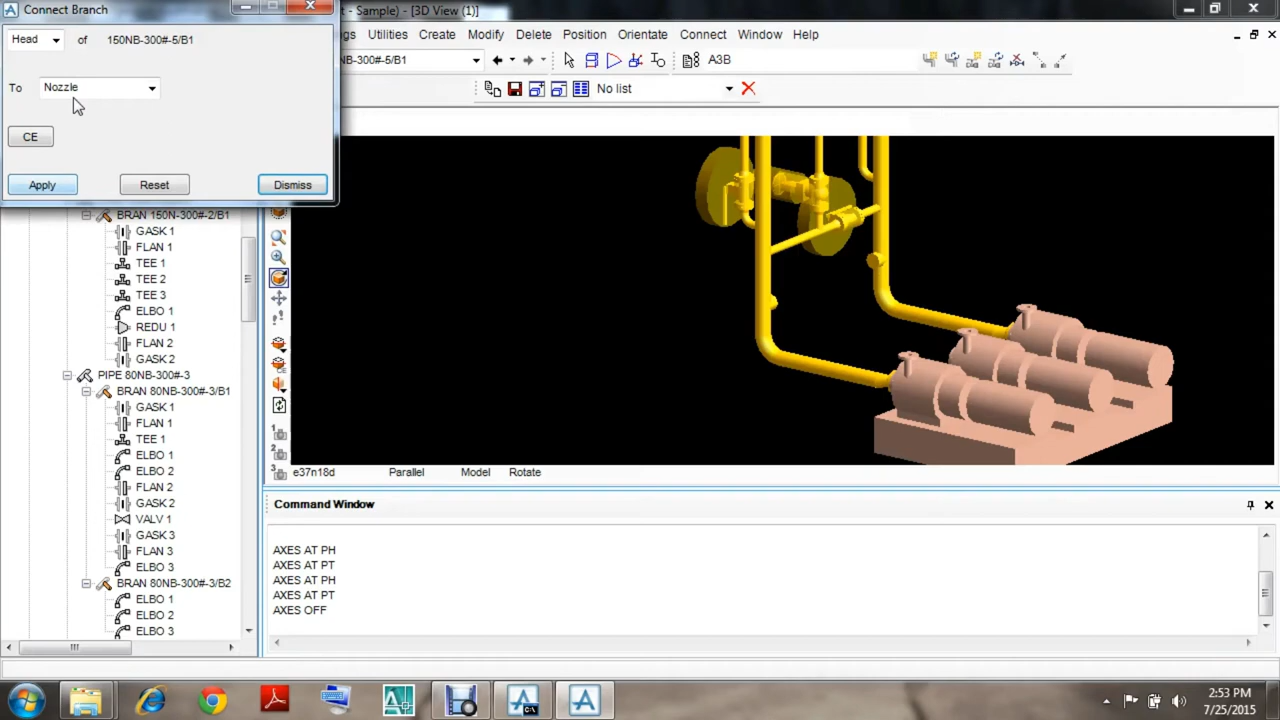 Connect Branch
t - Sample) - [3D View (1)]
Head of 150NB-300#-5/B1
Utilities Create Modify Delete Position Orientate Connect Window Help
NB-300#-5/B1
A3B
To Nozzle
No list
CE
Apply Reset Dismiss
BRAN 150N-300#-2/B1
GASK 1
FLAN 1
TEE 1
TEE 2
TEE 3
ELBO 1
REDU 1
FLAN 2
GASK 2
PIPE 80NB-300#-3
BRAN 80NB-300#-3/B1
GASK 1
FLAN 1
TEE 1
ELBO 1
ELBO 2
FLAN 2
GASK 2
VALV 1
GASK 3
FLAN 3
ELBO 3
BRAN 80NB-300#-3/B2
ELBO 1
ELBO 2
ELBO 3
CE
1
2
3
e37n18d Parallel Model Rotate
Command Window
AXES AT PH
AXES AT PT
AXES AT PH
AXES AT PT
AXES OFF
C:\
2:53 PM
7/25/2015